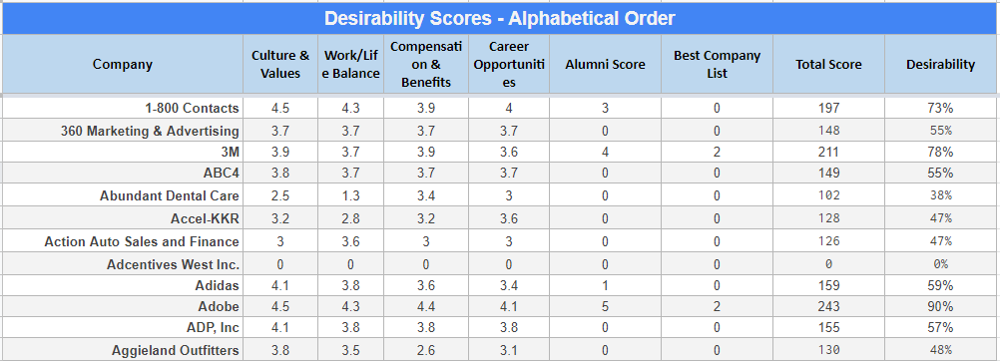 Desirability Scores - Alphabetical Order
Company Culture & Values Work/Life Balance Compensation & Benefits Career Opportunities Alumni Score Best Company List Total Score Desirability
1-800 Contacts 4.5 4.3 3.9 4 3 0 197 73%
360 Marketing & Advertising 3.7 3.7 3.7 3.7 0 0 148 55%
3M 3.9 3.7 3.9 3.6 4 2 211 78%
ABC4 3.8 3.7 3.7 3.7 0 0 149 55%
Abundant Dental Care 2.5 1.3 3.4 3 0 0 102 38%
Accel-KKR 3.2 2.8 3.2 3.6 0 0 128 47%
Action Auto Sales and Finance 3 3.6 3 3 0 0 126 47%
Adcentives West Inc. 0 0 0 0 0 0 0 0%
Adidas 4.1 3.8 3.6 3.4 1 0 159 59%
Adobe 4.5 4.3 4.4 4.1 5 2 243 90%
ADP, Inc 4.1 3.8 3.8 3.8 0 0 155 57%
Aggieland Outfitters 3.8 3.5 2.6 3.1 0 0 130 48%